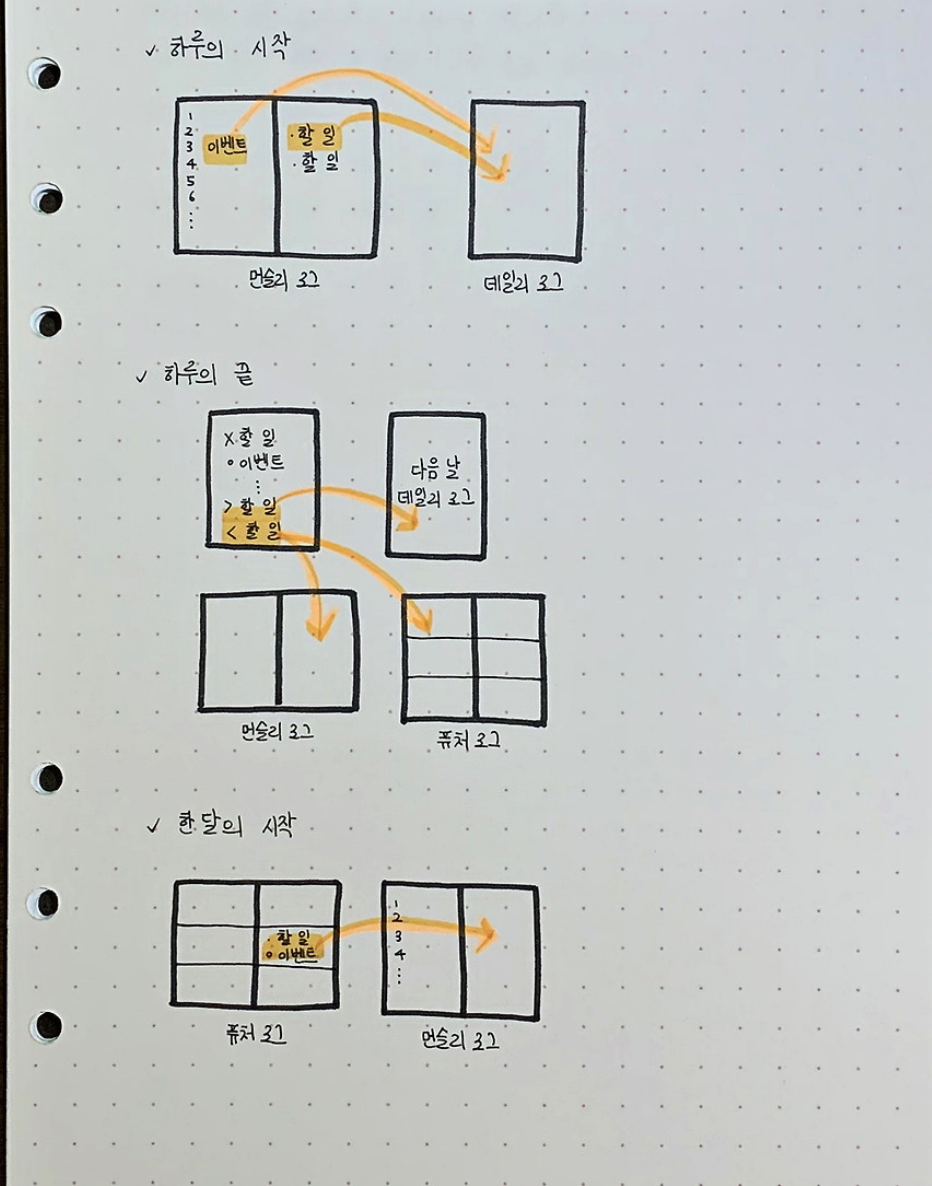 ✓ 하루의 시작
1
2
3 이벤트
4
5
6
⋮
· 할 일
· 할 일
먼슬리 로그
데일리 로그
✓ 하루의 끝
X 할 일
∘ 이벤트
⋮
> 할 일
< 할 일
다음 날
데일리 로그
먼슬리 로그
퓨처 로그
✓ 한 달의 시작
· 할 일
∘ 이벤트
1
2
3
4
⋮
퓨처 로그
먼슬리 로그